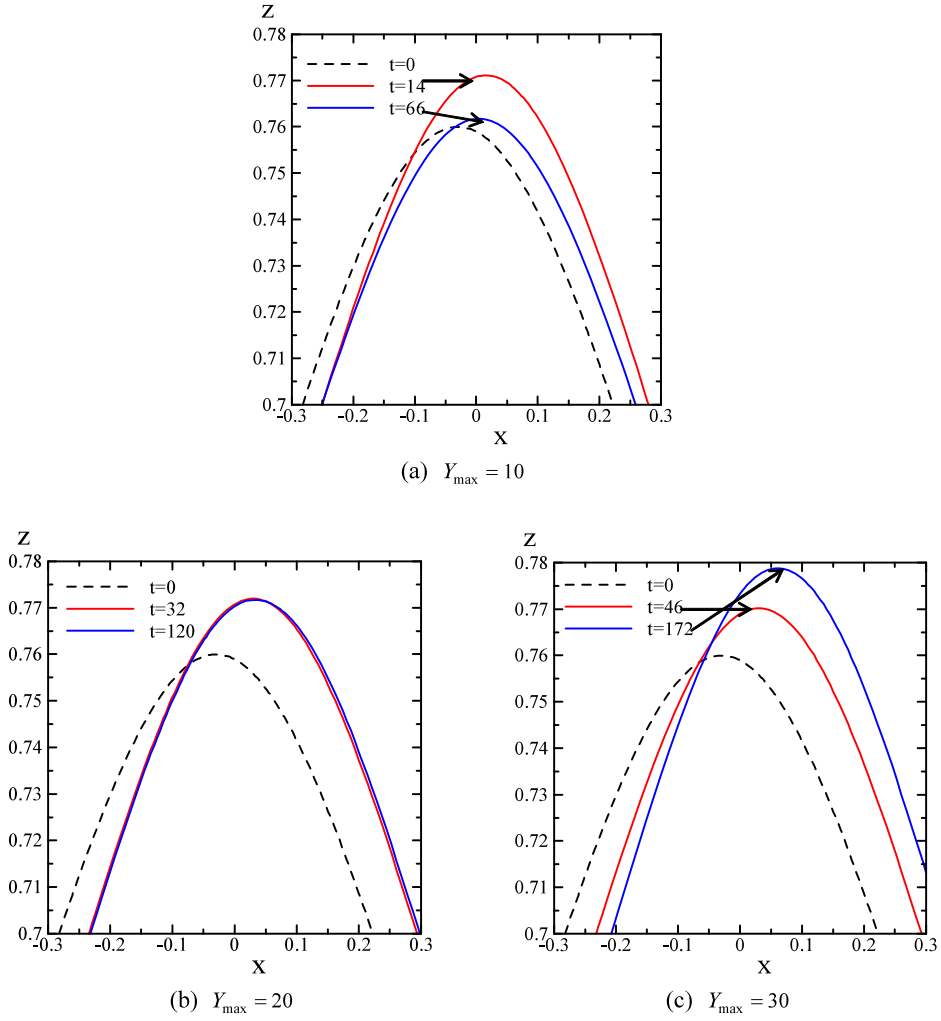 z
0.78
0.77
0.76
0.75
0.74
0.73
0.72
0.71
0.7
t=0
t=14
t=66
-0.3 -0.2 -0.1 0 0.1 0.2 0.3
x
(a) Y_max = 10
z
0.78
0.77
0.76
0.75
0.74
0.73
0.72
0.71
0.7
t=0
t=32
t=120
-0.3 -0.2 -0.1 0 0.1 0.2 0.3
x
(b) Y_max = 20
z
0.78
0.77
0.76
0.75
0.74
0.73
0.72
0.71
0.7
t=0
t=46
t=172
-0.3 -0.2 -0.1 0 0.1 0.2 0.3
x
(c) Y_max = 30